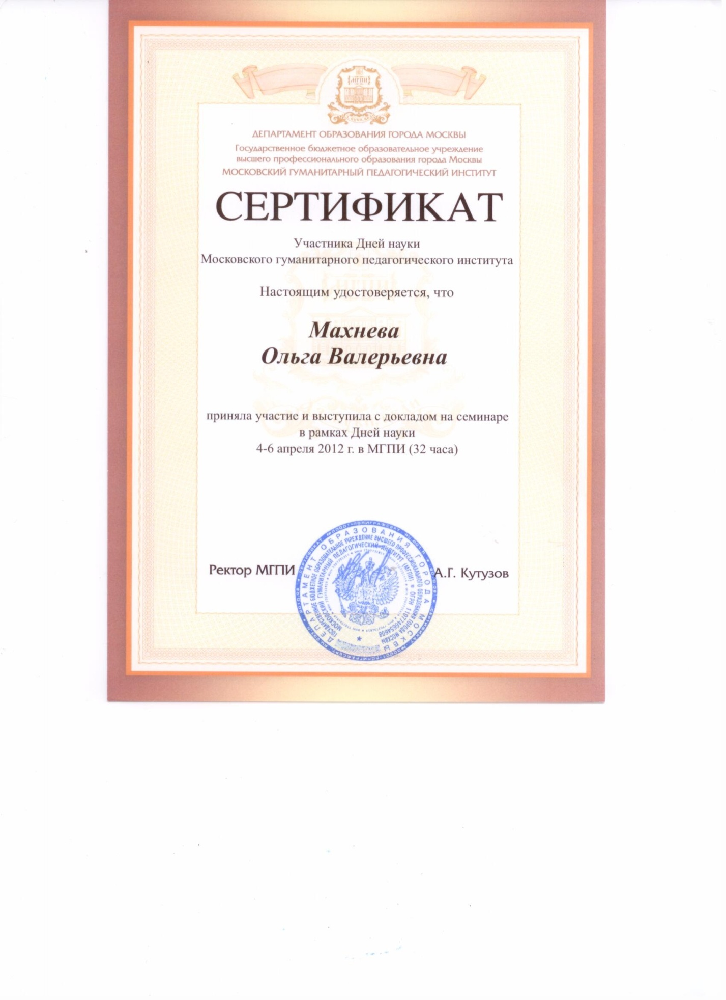 МГПИ
ДЕПАРТАМЕНТ ОБРАЗОВАНИЯ ГОРОДА МОСКВЫ
Государственное бюджетное образовательное учреждение
высшего профессионального образования города Москвы
МОСКОВСКИЙ ГУМАНИТАРНЫЙ ПЕДАГОГИЧЕСКИЙ ИНСТИТУТ
СЕРТИФИКАТ
Участника Дней науки
Московского гуманитарного педагогического института
Настоящим удостоверяется, что
Махнева
Ольга Валерьевна
приняла участие и выступила с докладом на семинаре
в рамках Дней науки
4-6 апреля 2012 г. в МГПИ (32 часа)
Ректор МГПИ
А.Г. Кутузов
ДЕПАРТАМЕНТ ОБРАЗОВАНИЯ ГОРОДА МОСКВЫ
ГОСУДАРСТВЕННОЕ БЮДЖЕТНОЕ ОБРАЗОВАТЕЛЬНОЕ УЧРЕЖДЕНИЕ ВЫСШЕГО ПРОФЕССИОНАЛЬНОГО ОБРАЗОВАНИЯ ГОРОДА МОСКВЫ
МОСКОВСКИЙ ГУМАНИТАРНЫЙ ПЕДАГОГИЧЕСКИЙ ИНСТИТУТ (МГПИ) * ОГРН 1107746654608